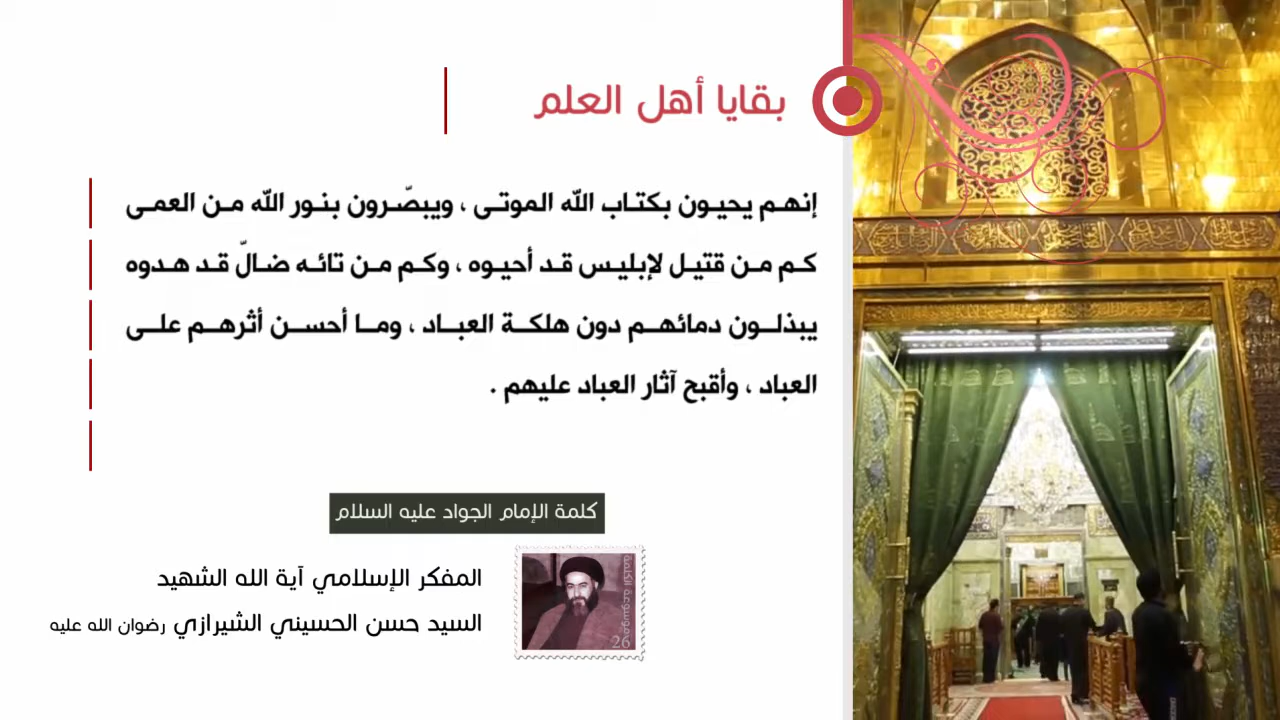 بقايا أهل العلم
إنهم يحيون بكتاب الله الموتى ، ويبصّرون بنور الله من العمى
كم من قتيل لإبليس قد أحيوه ، وكم من تائه ضالّ قد هدوه
يبذلون دمائهم دون هلكة العباد ، وما أحسن أثرهم على
العباد ، وأقبح آثار العباد عليهم .
كلمة الإمام الجواد عليه السلام
المفكر الإسلامي آية الله الشهيد
السيد حسن الحسيني الشيرازي رضوان الله عليه
موسوعة الكلمة
26